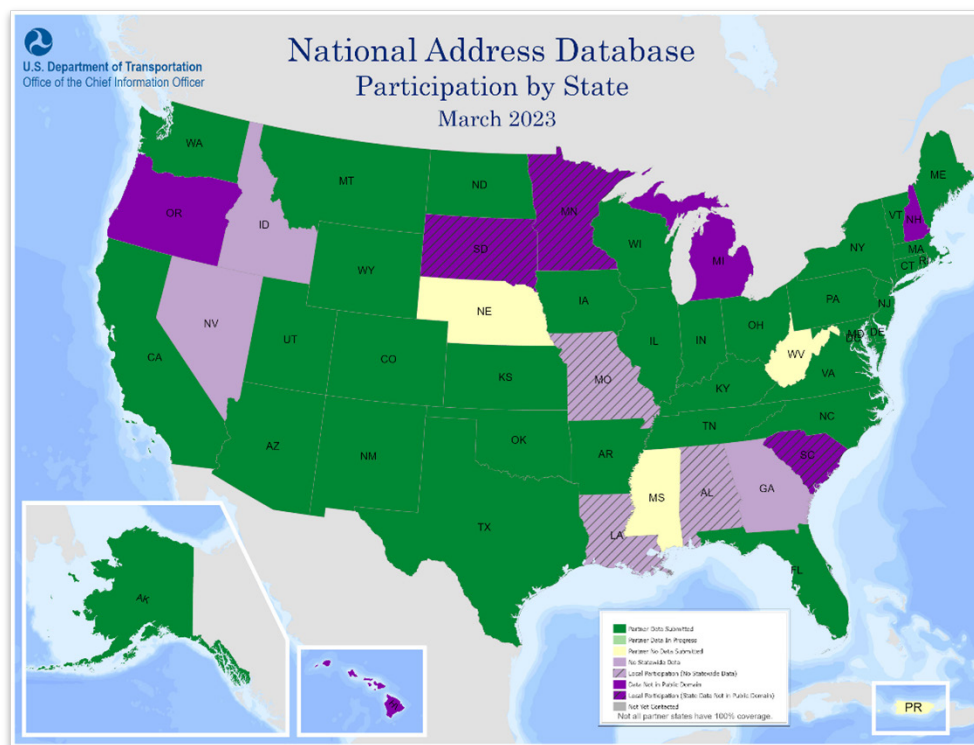 National Address Database
Participation by State
March 2023
U.S. Department of Transportation
Office of the Chief Information Officer
WA
MT
ND
MN
ME
OR
ID
SD
WI
MI
VT
NH
NY
MA
CT
RI
WY
NE
IA
PA
NJ
NV
UT
CO
IL
IN
OH
MD
DE
DC
CA
KS
MO
WV
VA
KY
AZ
NM
OK
AR
TN
NC
SC
TX
LA
MS
AL
GA
FL
AK
PR
Partner Data Submitted
Partner Data In Progress
Partner No Data Submitted
No Statewide Data
Local Participation (No Statewide Data)
Data Not in Public Domain
Local Participation (State Data Not in Public Domain)
Not Yet Contacted
Not all partner states have 100% coverage.